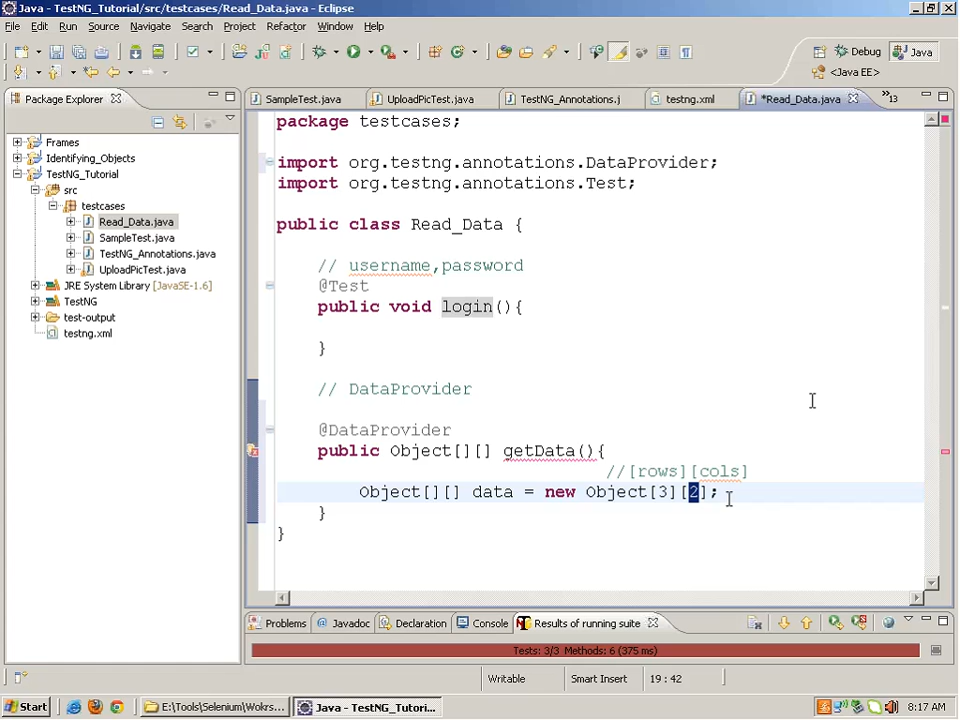 Java - TestNG_Tutorial/src/testcases/Read_Data.java - Eclipse
File Edit Run Source Navigate Search Project Refactor Window Help
Debug Java
<Java EE>
Package Explorer
SampleTest.java UploadPicTest.java TestNG_Annotations.j testng.xml *Read_Data.java »13
Frames
Identifying_Objects
TestNG_Tutorial
src
testcases
Read_Data.java
SampleTest.java
TestNG_Annotations.java
UploadPicTest.java
JRE System Library [JavaSE-1.6]
TestNG
test-output
testng.xml
package testcases;
import org.testng.annotations.DataProvider;
import org.testng.annotations.Test;
public class Read_Data {
// username,password
@Test
public void login(){
}
// DataProvider
@DataProvider
public Object[][] getData(){
//[rows][cols]
Object[][] data = new Object[3][2];
}
}
Problems Javadoc Declaration Console Results of running suite
Tests: 3/3 Methods: 6 (375 ms)
Writable Smart Insert 19 : 42
Start E:\Tools\Selenium\Wokrs... Java - TestNG_Tutori... 8:17 AM